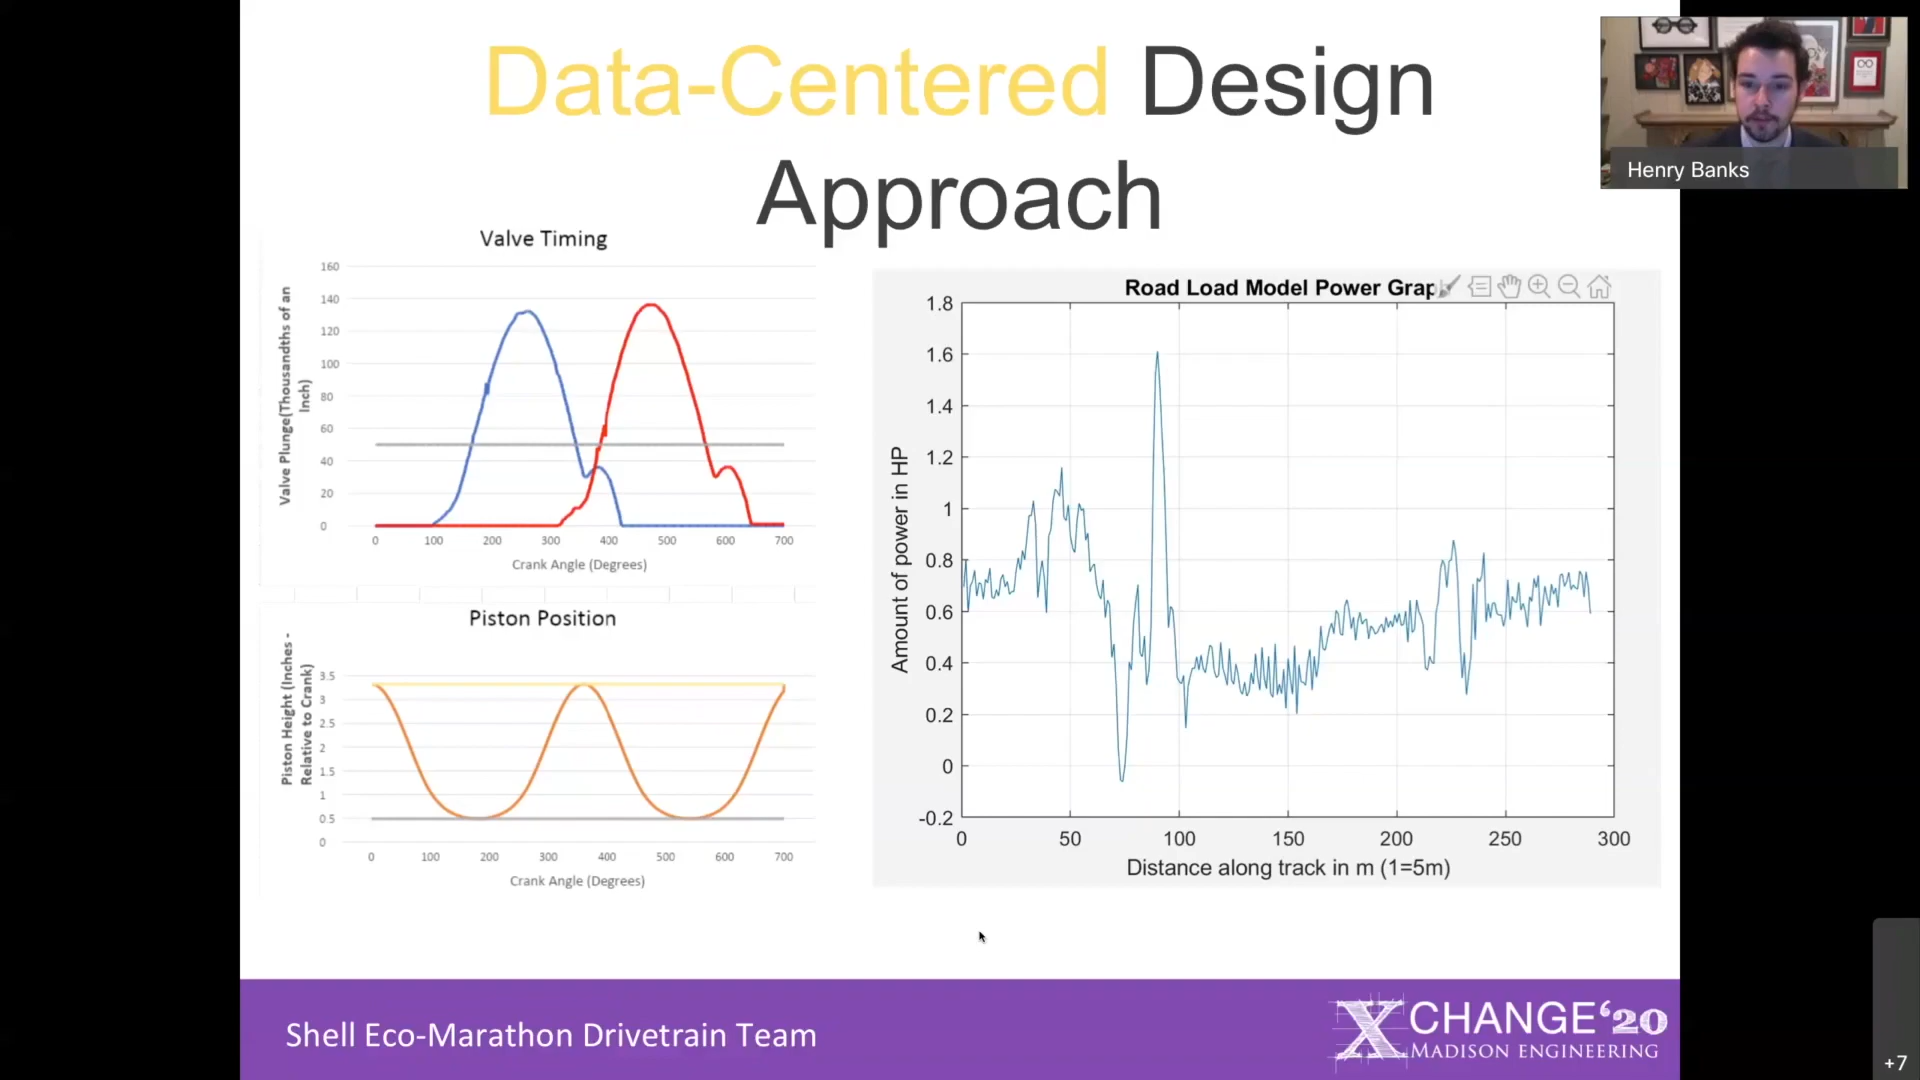 Data-Centered Design
Approach
Henry Banks
Valve Timing
Valve Plunge(Thousandths of an
Inch)
160
140
120
100
80
60
40
20
0
0 100 200 300 400 500 600 700
Crank Angle (Degrees)
Piston Position
Piston Height (Inches -
Relative to Crank)
3.5
3
2.5
2
1.5
1
0.5
0
0 100 200 300 400 500 600 700
Crank Angle (Degrees)
Road Load Model Power Grap
Amount of power in HP
1.8
1.6
1.4
1.2
1
0.8
0.6
0.4
0.2
0
-0.2
0 50 100 150 200 250 300
Distance along track in m (1=5m)
Shell Eco-Marathon Drivetrain Team
XCHANGE‘20
MADISON ENGINEERING
+7